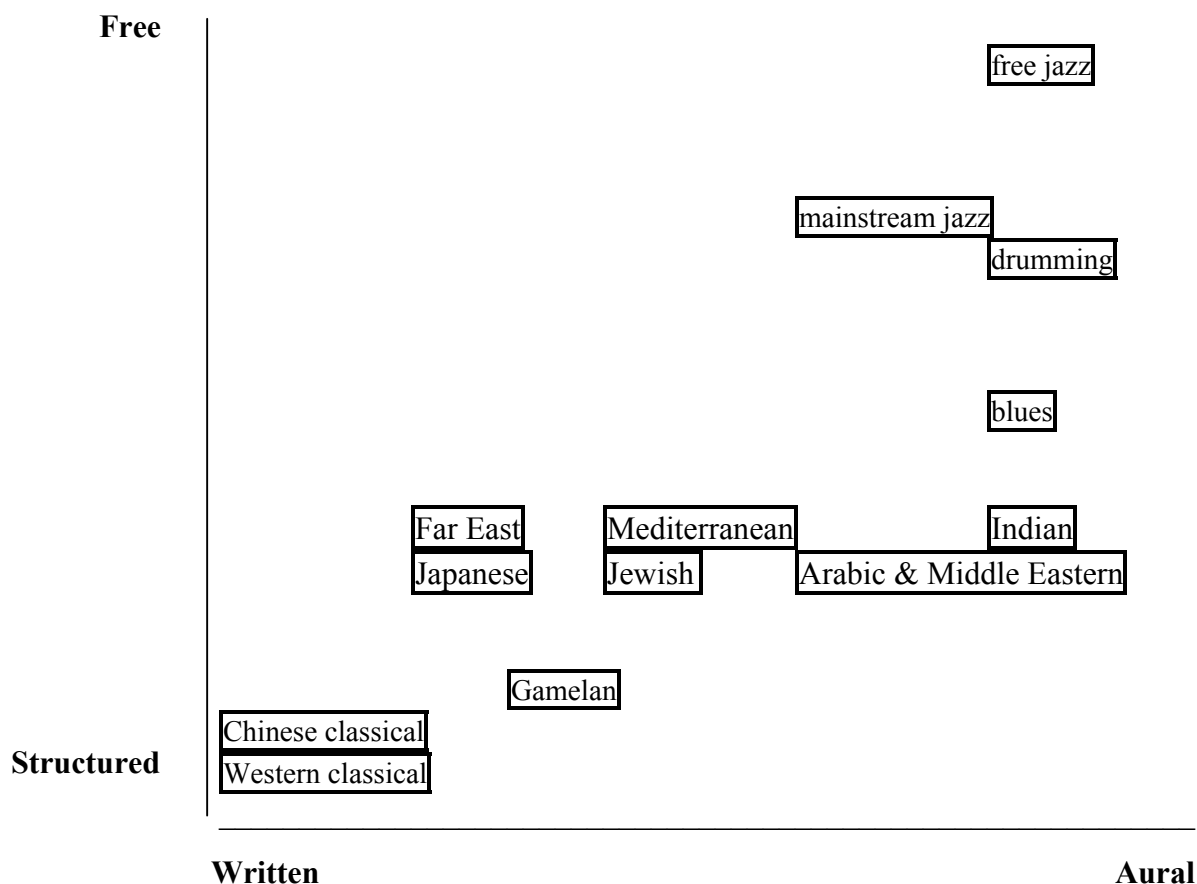 Free
free jazz
mainstream jazz
drumming
blues
Far East Mediterranean Indian
Japanese Jewish Arabic & Middle Eastern
Gamelan
Chinese classical
Structured
Western classical
Written Aural